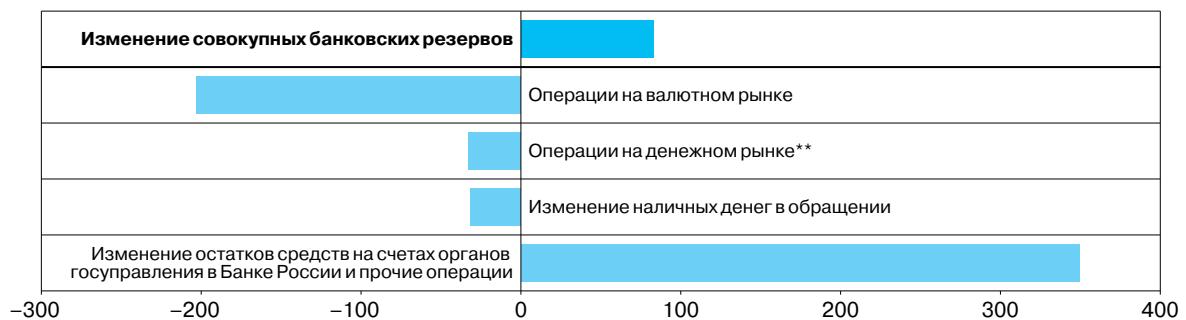 Изменение совокупных банковских резервов
Операции на валютном рынке
Операции на денежном рынке**
Изменение наличных денег в обращении
Изменение остатков средств на счетах органов
госуправления в Банке России и прочие операции
−300 −200 −100 0 100 200 300 400